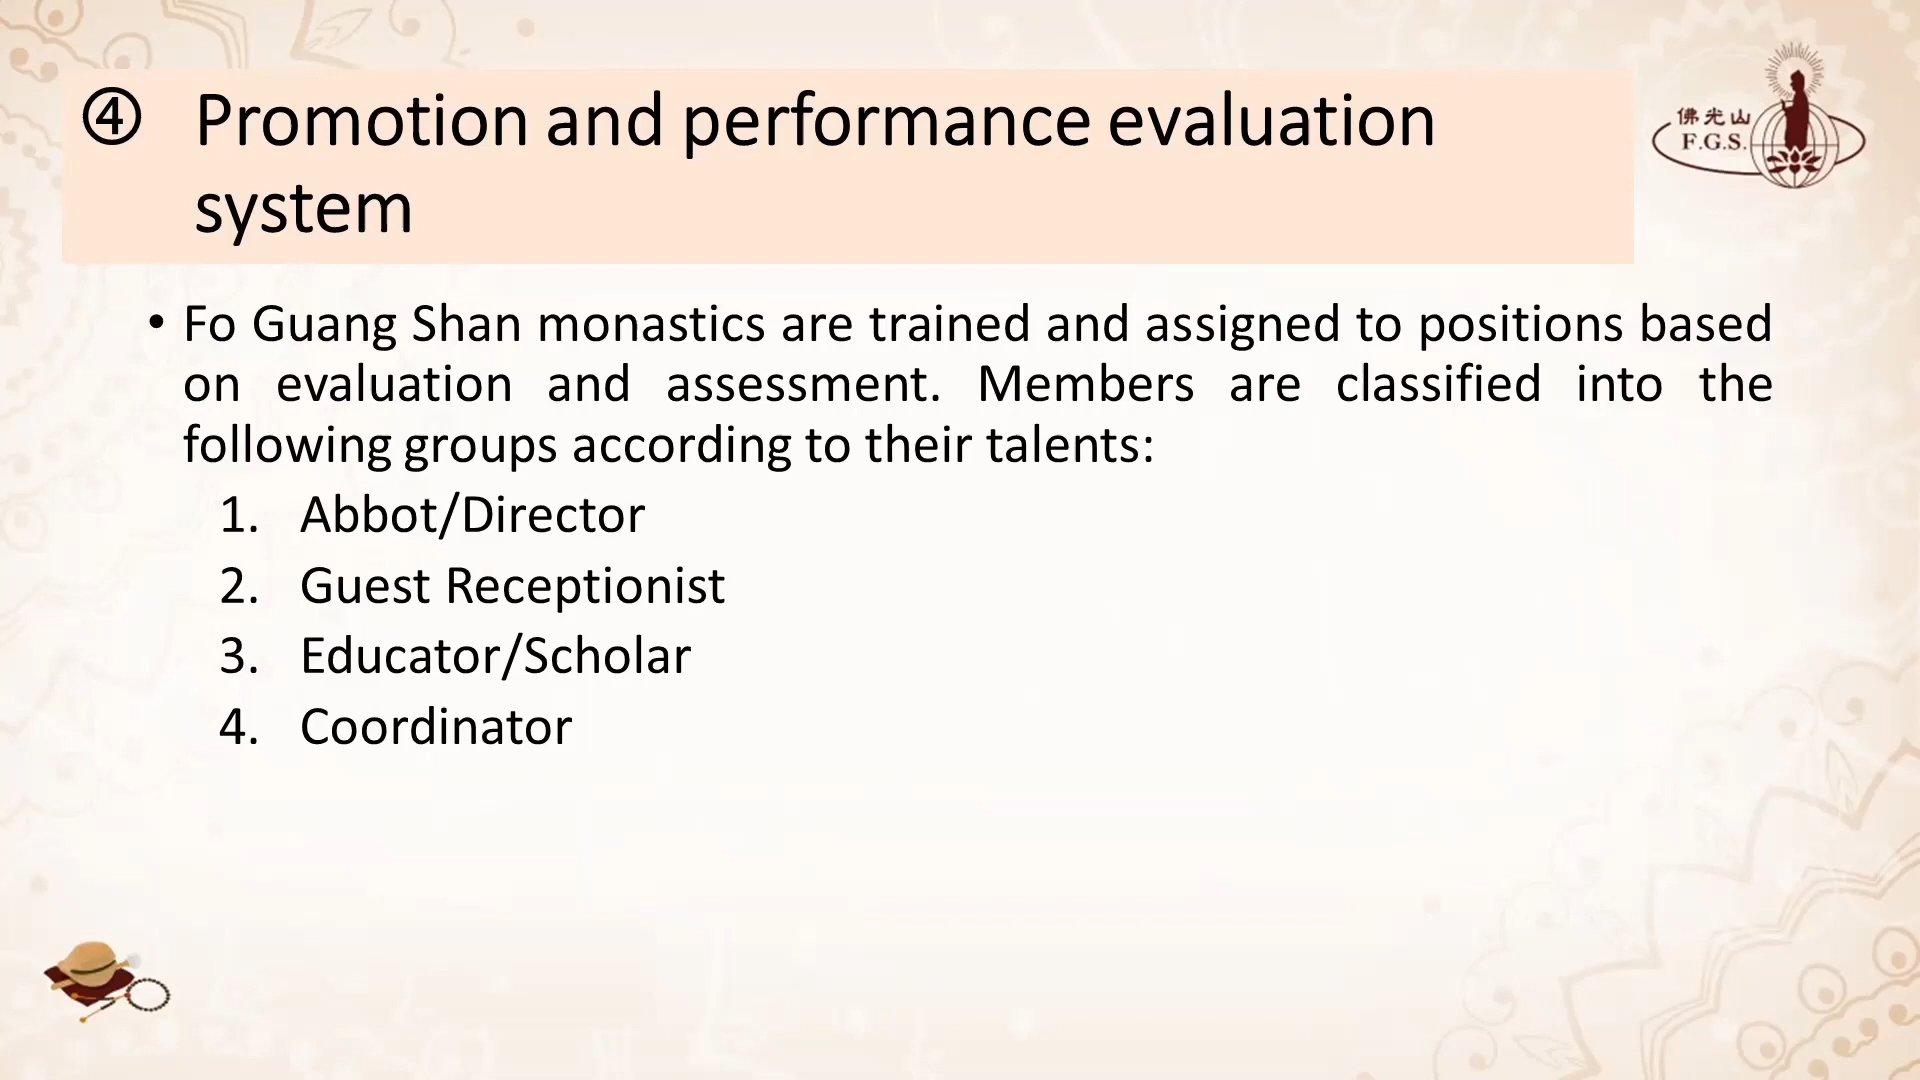 ④ Promotion and performance evaluation
system
佛光山
F.G.S.
• Fo Guang Shan monastics are trained and assigned to positions based
on evaluation and assessment. Members are classified into the
following groups according to their talents:
1. Abbot/Director
2. Guest Receptionist
3. Educator/Scholar
4. Coordinator